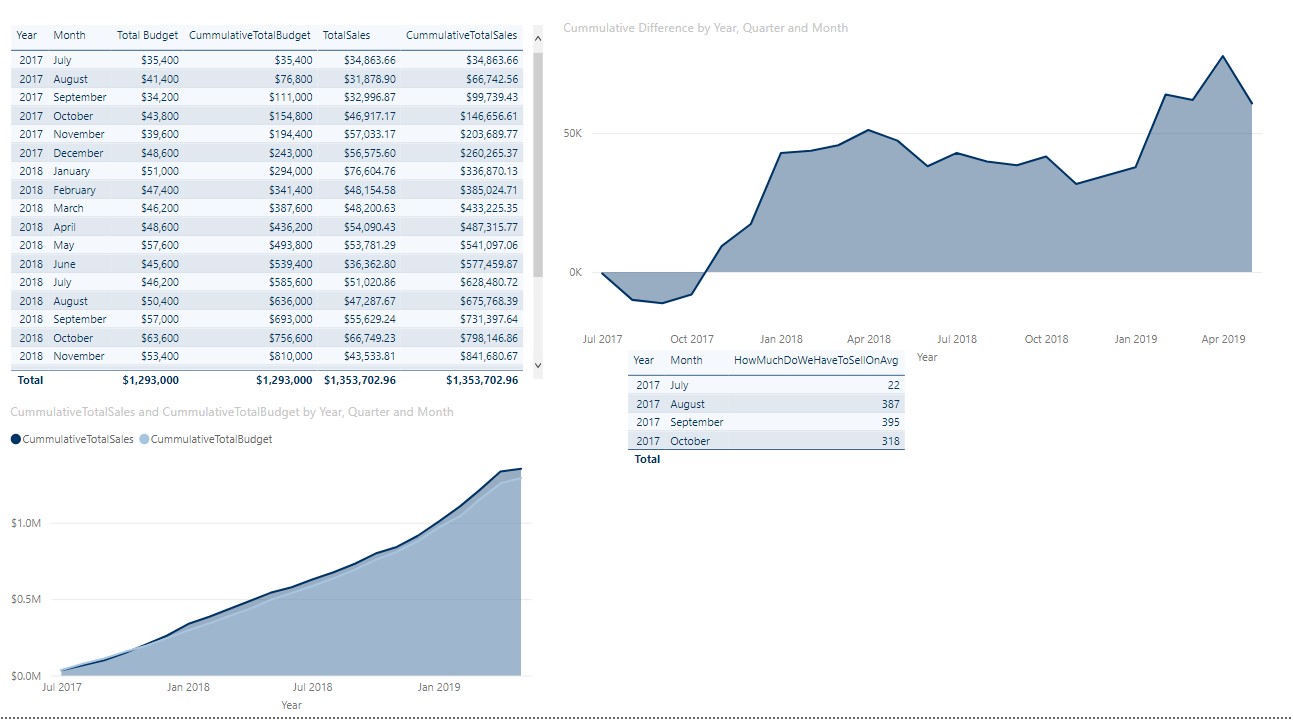 Year Month Total Budget CummulativeTotalBudget TotalSales CummulativeTotalSales
2017 July $35,400 $35,400 $34,863.66 $34,863.66
2017 August $41,400 $76,800 $31,878.90 $66,742.56
2017 September $34,200 $111,000 $32,996.87 $99,739.43
2017 October $43,800 $154,800 $46,917.17 $146,656.61
2017 November $39,600 $194,400 $57,033.17 $203,689.77
2017 December $48,600 $243,000 $56,575.60 $260,265.37
2018 January $51,000 $294,000 $76,604.76 $336,870.13
2018 February $47,400 $341,400 $48,154.58 $385,024.71
2018 March $46,200 $387,600 $48,200.63 $433,225.35
2018 April $48,600 $436,200 $54,090.43 $487,315.77
2018 May $57,600 $493,800 $53,781.29 $541,097.06
2018 June $45,600 $539,400 $36,362.80 $577,459.87
2018 July $46,200 $585,600 $51,020.86 $628,480.72
2018 August $50,400 $636,000 $47,287.67 $675,768.39
2018 September $57,000 $693,000 $55,629.24 $731,397.64
2018 October $63,600 $756,600 $66,749.23 $798,146.86
2018 November $53,400 $810,000 $43,533.81 $841,680.67
Total $1,293,000 $1,293,000 $1,353,702.96 $1,353,702.96
Cummulative Difference by Year, Quarter and Month
50K
0K
Jul 2017 Oct 2017 Jan 2018 Apr 2018 Jul 2018 Oct 2018 Jan 2019 Apr 2019
Year
Year Month HowMuchDoWeHaveToSellOnAvg
2017 July 22
2017 August 387
2017 September 395
2017 October 318
Total
CummulativeTotalSales and CummulativeTotalBudget by Year, Quarter and Month
CummulativeTotalSales CummulativeTotalBudget
$1.0M
$0.5M
$0.0M
Jul 2017 Jan 2018 Jul 2018 Jan 2019
Year